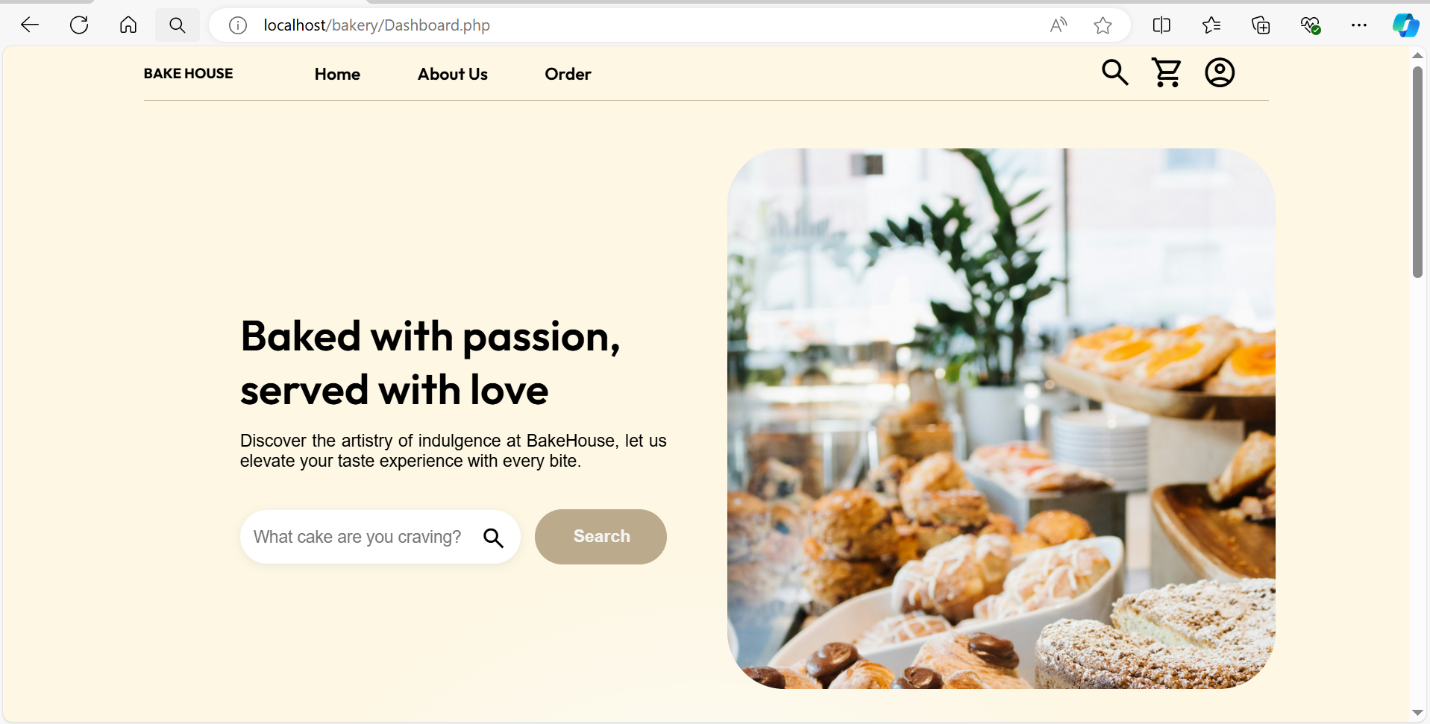 localhost/bakery/Dashboard.php
BAKE HOUSE Home About Us Order
Baked with passion,
served with love
Discover the artistry of indulgence at BakeHouse, let us
elevate your taste experience with every bite.
What cake are you craving? Search